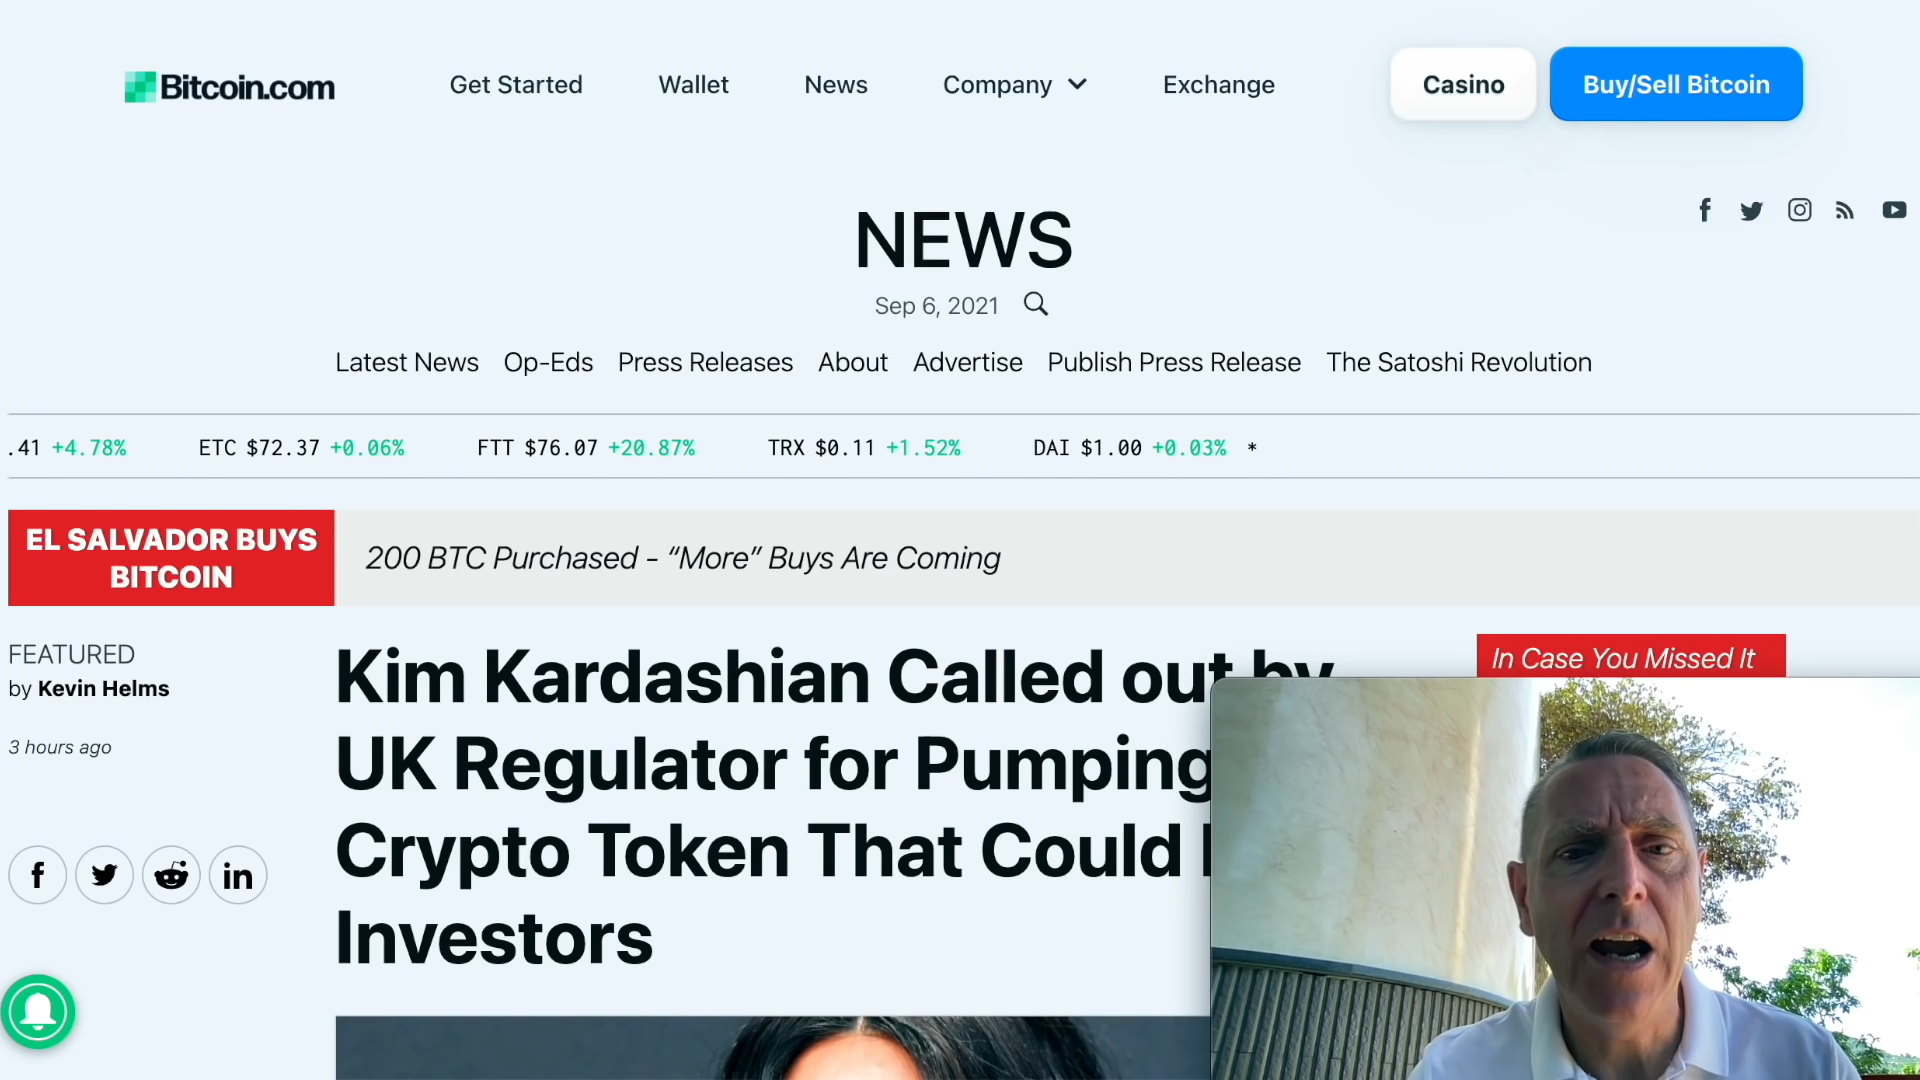 Bitcoin.com
Get Started
Wallet
News
Company
Exchange
Casino
Buy/Sell Bitcoin
NEWS
Sep 6, 2021
Latest News Op-Eds Press Releases About Advertise Publish Press Release The Satoshi Revolution
.41 +4.78% ETC $72.37 +0.06% FTT $76.07 +20.87% TRX $0.11 +1.52% DAI $1.00 +0.03% *
EL SALVADOR BUYS
BITCOIN
200 BTC Purchased - “More” Buys Are Coming
FEATURED
by Kevin Helms
3 hours ago
Kim Kardashian Called out by
UK Regulator for Pumping
Crypto Token That Could
Investors
In Case You Missed It